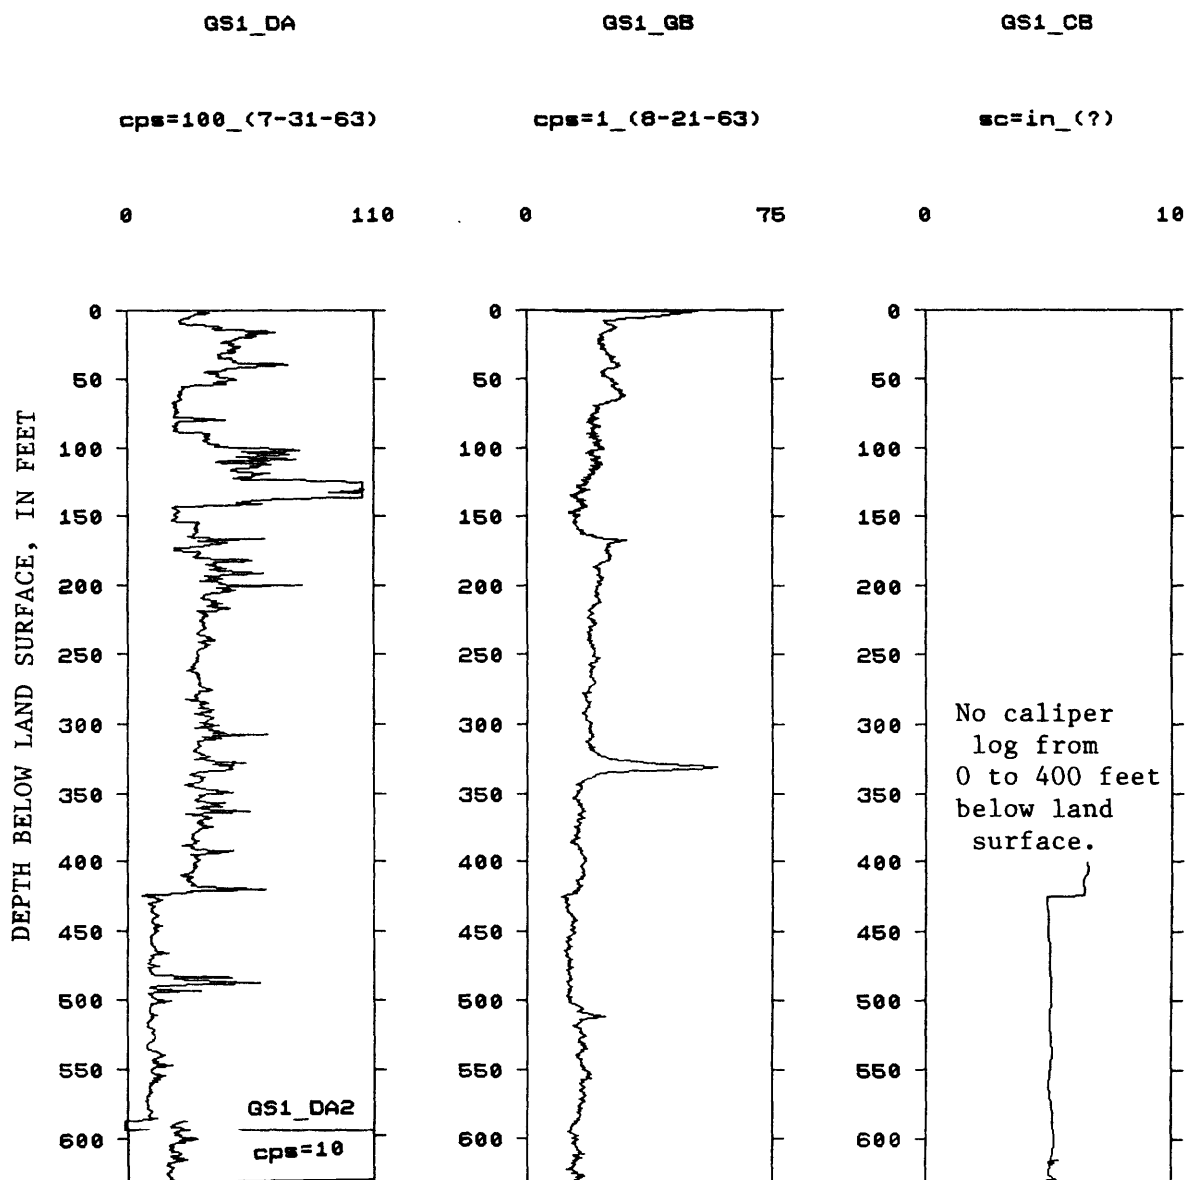 GS1_DA GS1_GB GS1_CB
cps=100_(7-31-63) cps=1_(8-21-63) sc=in_(?)
0 110 0 75 0 10
DEPTH BELOW LAND SURFACE, IN FEET
0 0 0
50 50 50
100 100 100
150 150 150
200 200 200
250 250 250
300 300 300
350 350 350
400 400 400
450 450 450
500 500 500
550 550 550
600 600 600
No caliper
log from
0 to 400 feet
below land
surface.
GS1_DA2
cps=10